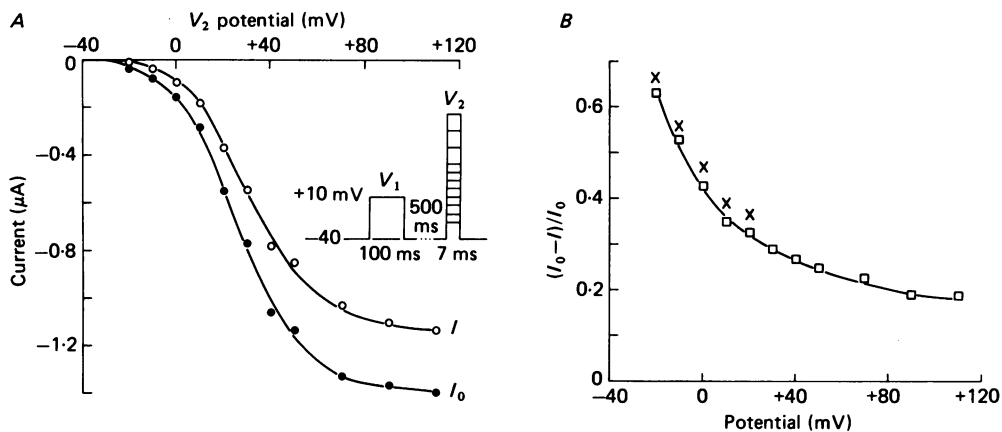 A
V₂ potential (mV)
−40 0 +40 +80 +120
0
−0·4
−0·8
−1·2
Current (μA)
V₂
V₁
+10 mV
500
ms
−40
100 ms 7 ms
I
I₀
B
(I₀−I)/I₀
0·6
0·4
0·2
0
−40 0 +40 +80 +120
Potential (mV)